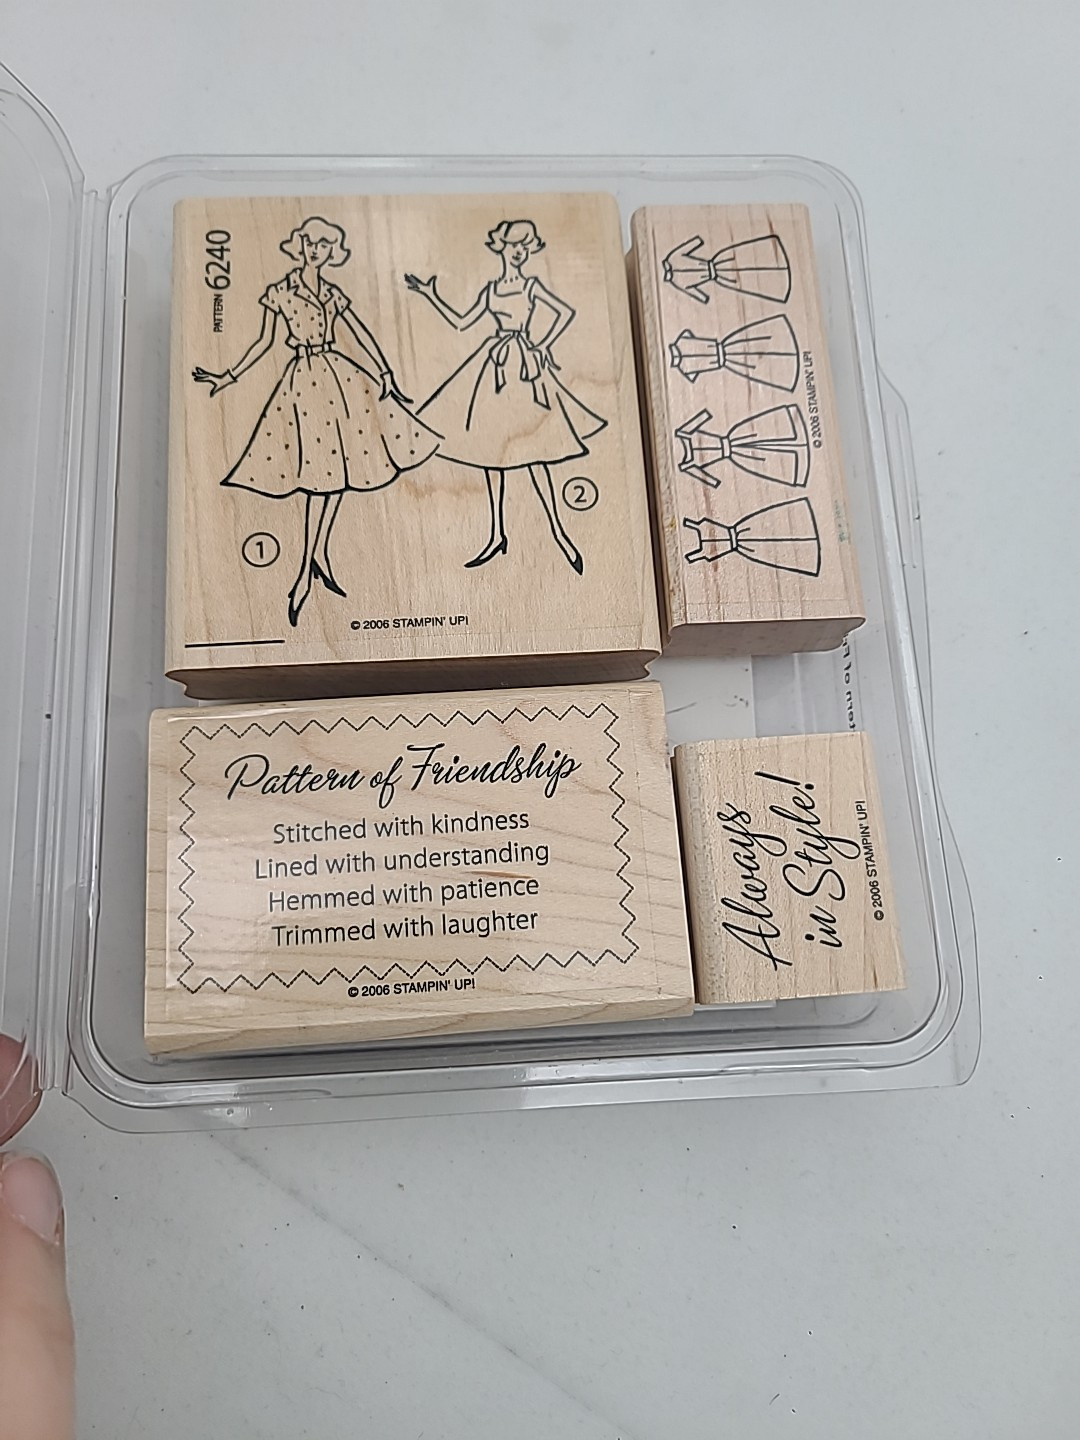 PATTERN 6240
1
2
© 2006 STAMPIN' UP!
© 2006 STAMPIN' UP!
Pattern of Friendship
Stitched with kindness
Lined with understanding
Hemmed with patience
Trimmed with laughter
© 2006 STAMPIN' UP!
Always
in Style!
© 2006 STAMPIN' UP!